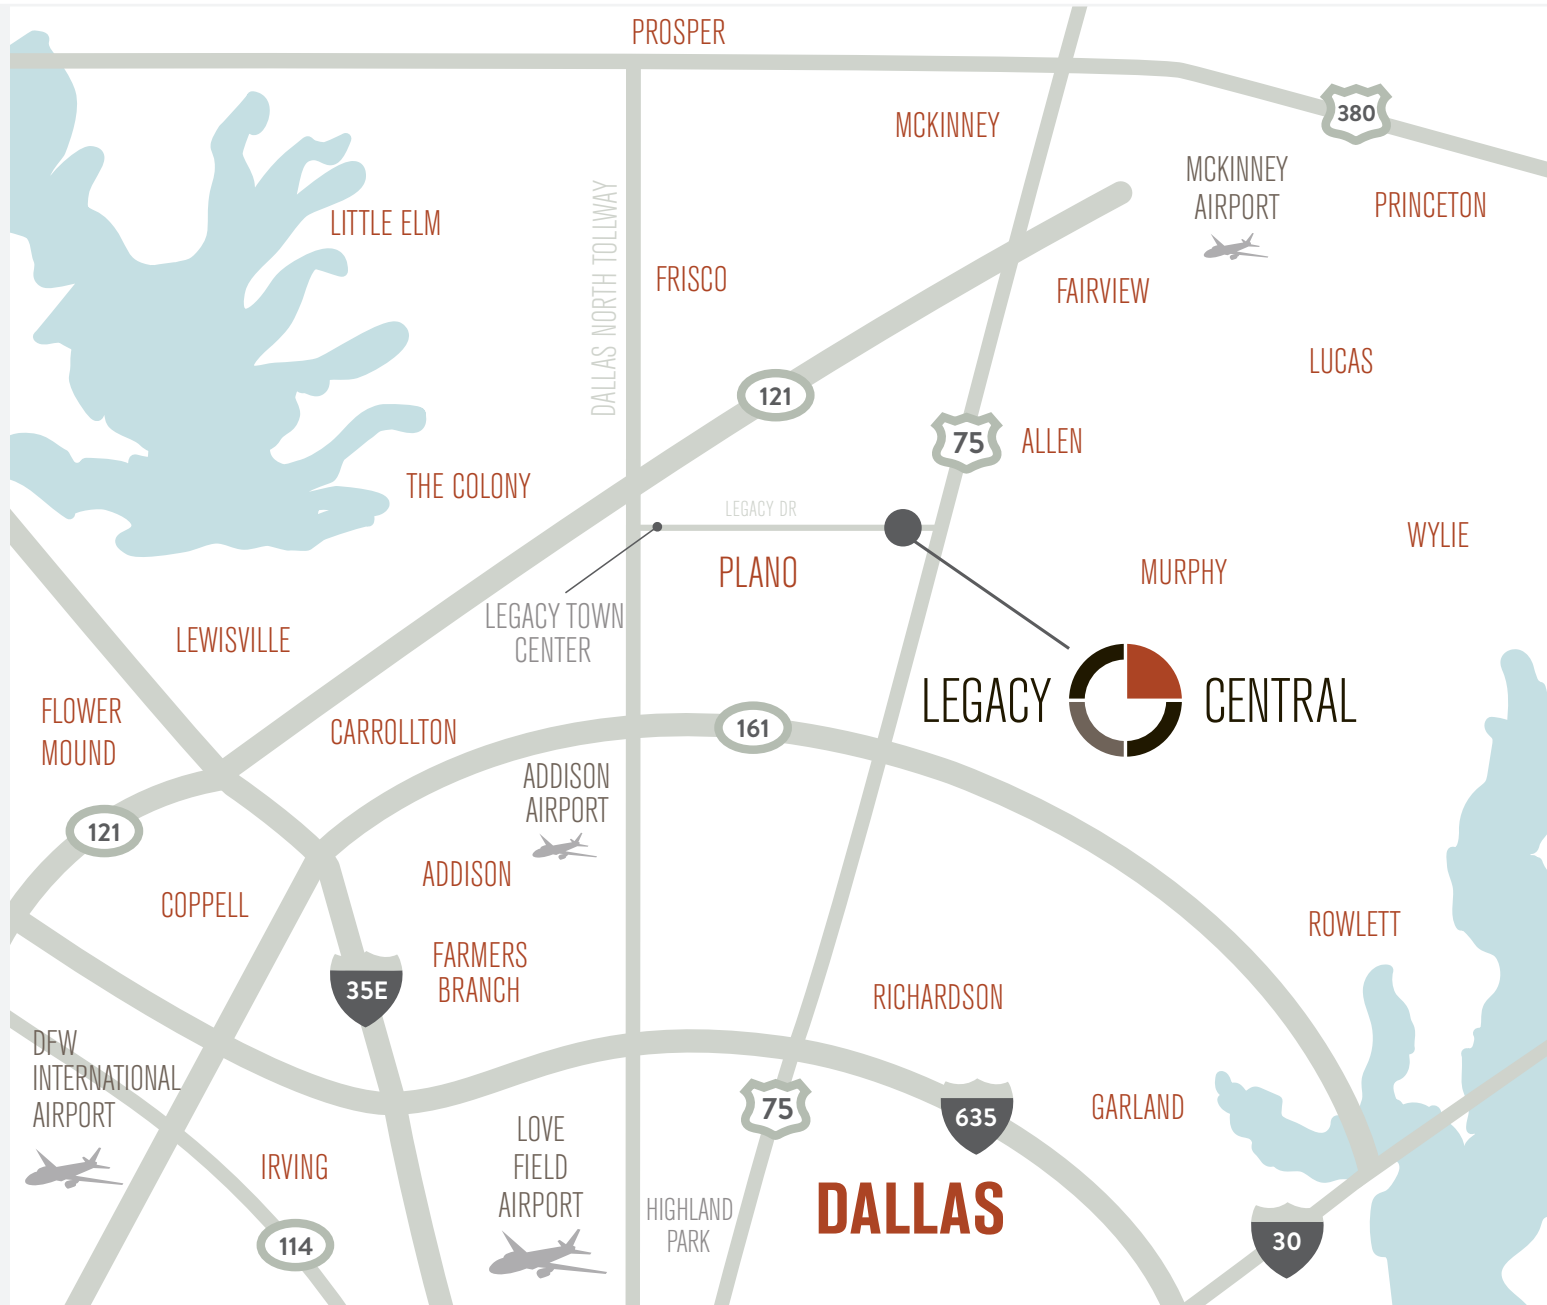 PROSPER
MCKINNEY
380
MCKINNEY
AIRPORT
PRINCETON
LITTLE ELM
DALLAS NORTH TOLLWAY
FRISCO
FAIRVIEW
LUCAS
121
75
ALLEN
THE COLONY
LEGACY DR
WYLIE
PLANO
MURPHY
LEGACY TOWN
CENTER
LEWISVILLE
LEGACY CENTRAL
FLOWER
MOUND
CARROLLTON
161
ADDISON
AIRPORT
121
ADDISON
COPPELL
ROWLETT
FARMERS
BRANCH
35E
RICHARDSON
DFW
INTERNATIONAL
AIRPORT
75
635
GARLAND
LOVE
FIELD
AIRPORT
IRVING
HIGHLAND
PARK
DALLAS
114
30